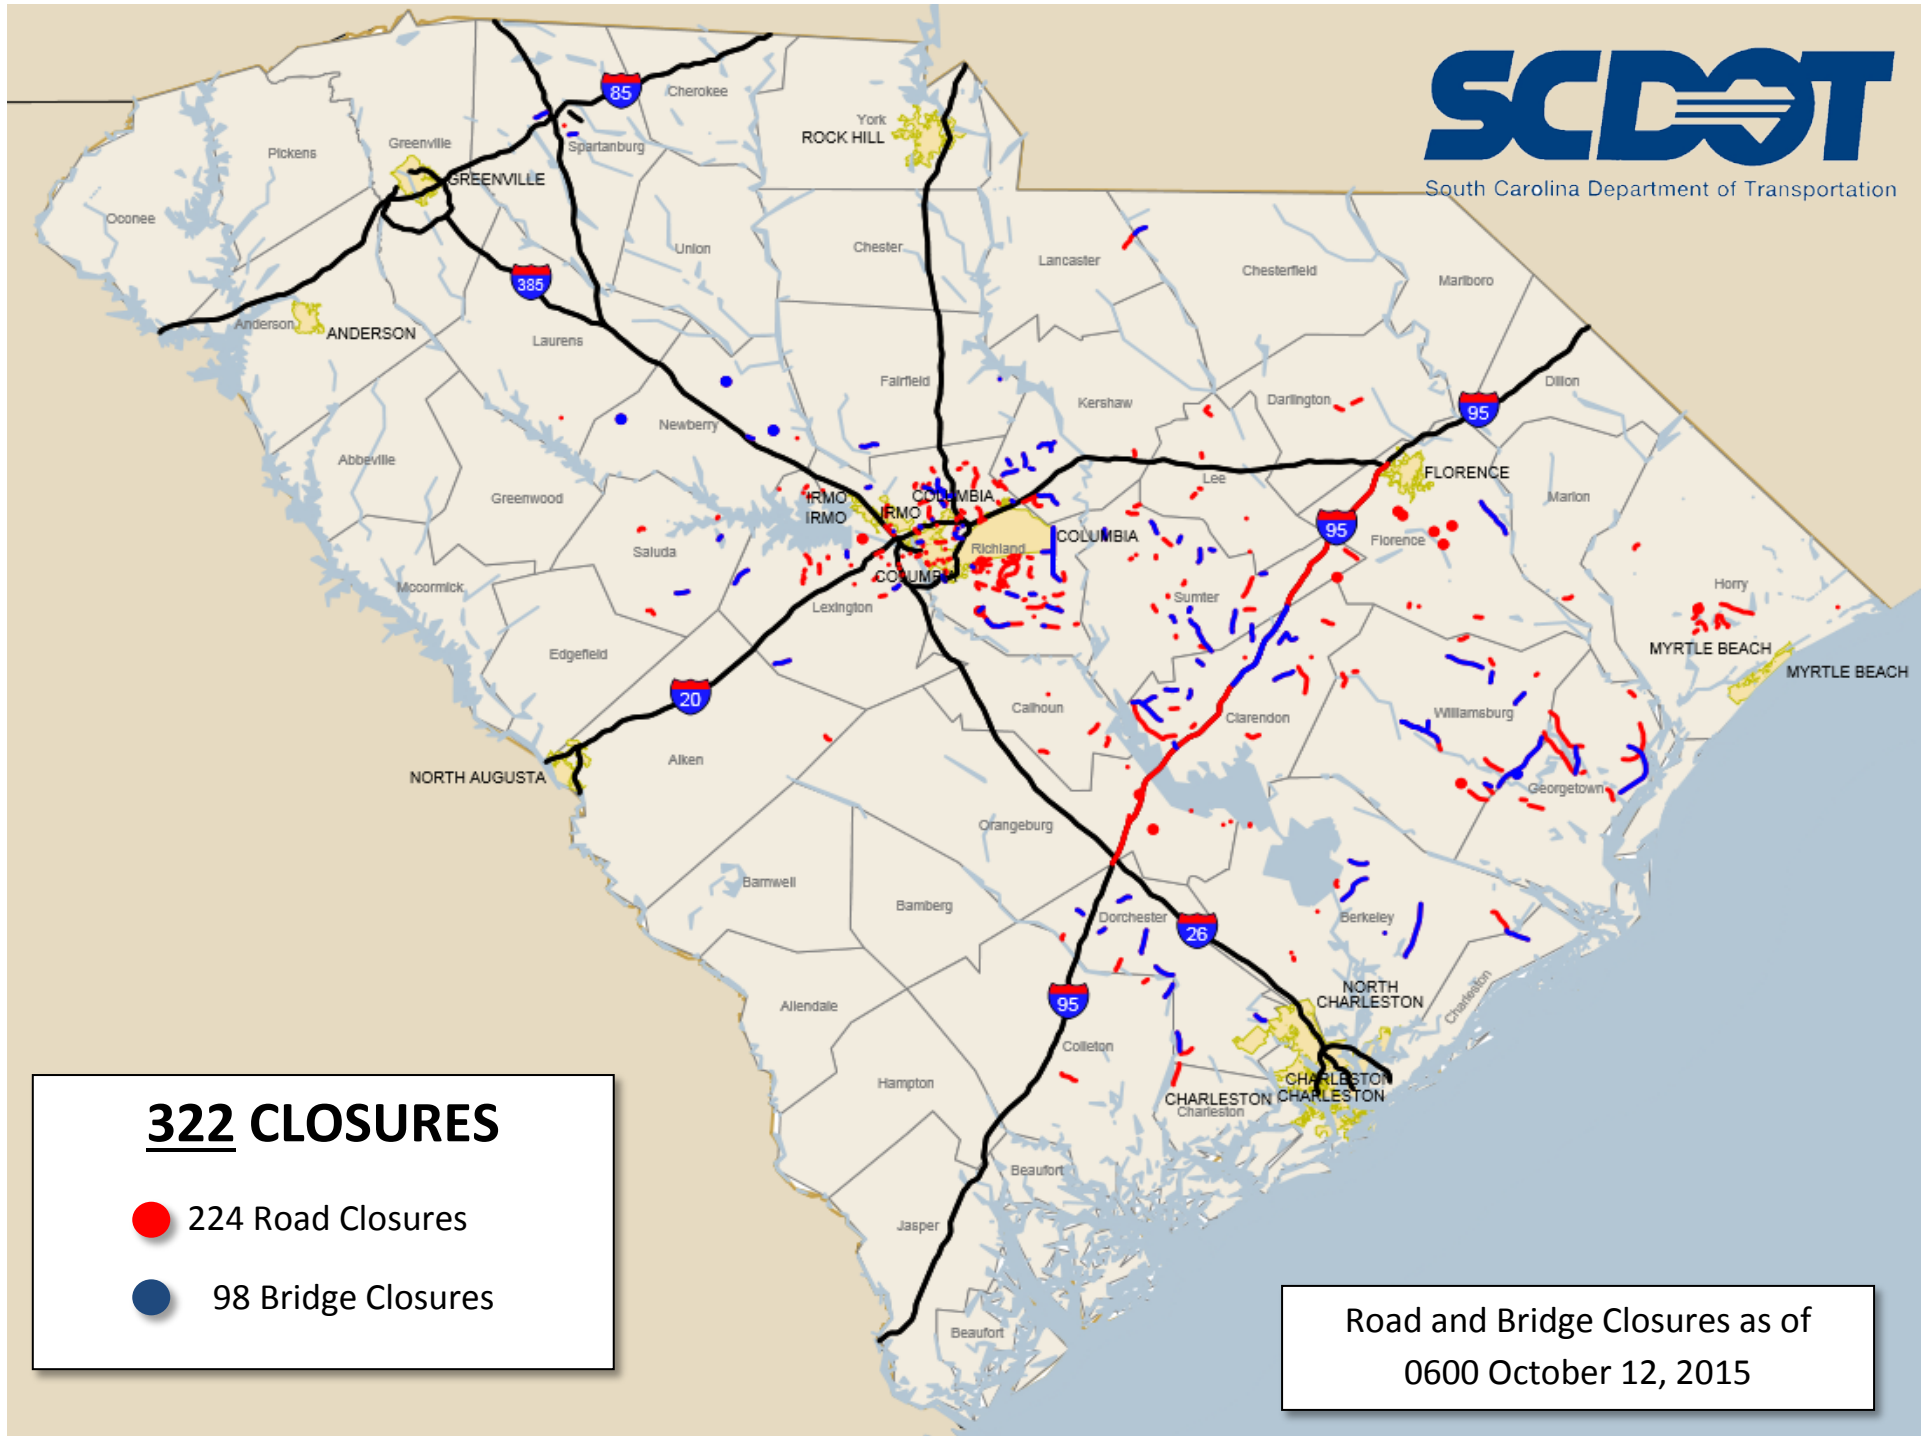 SCDOT
South Carolina Department of Transportation
85
Cherokee
York
ROCK HILL
Greenville
Pickens
Spartanburg
GREENVILLE
Oconee
Union
Chester
Lancaster
Chesterfield
Marlboro
385
Anderson
ANDERSON
Laurens
Fairfield
Kershaw
Darlington
Dillon
95
Newberry
Abbeville
Greenwood
IRMO
COLUMBIA
Lee
FLORENCE
Marion
IRMO
IRMO
95
Saluda
Richland
COLUMBIA
Florence
COLUMBIA
Mccormick
Lexington
Sumter
Horry
Edgefield
MYRTLE BEACH
MYRTLE BEACH
20
Calhoun
Clarendon
Williamsburg
Aiken
NORTH AUGUSTA
Georgetown
Orangeburg
Barnwell
Bamberg
Dorchester
26
Berkeley
Allendale
95
NORTH
CHARLESTON
Charleston
Colleton
Hampton
CHARLESTON
CHARLESTON
CHARLESTON
Charleston
Beaufort
Jasper
Beaufort
322 CLOSURES
224 Road Closures
98 Bridge Closures
Road and Bridge Closures as of
0600 October 12, 2015